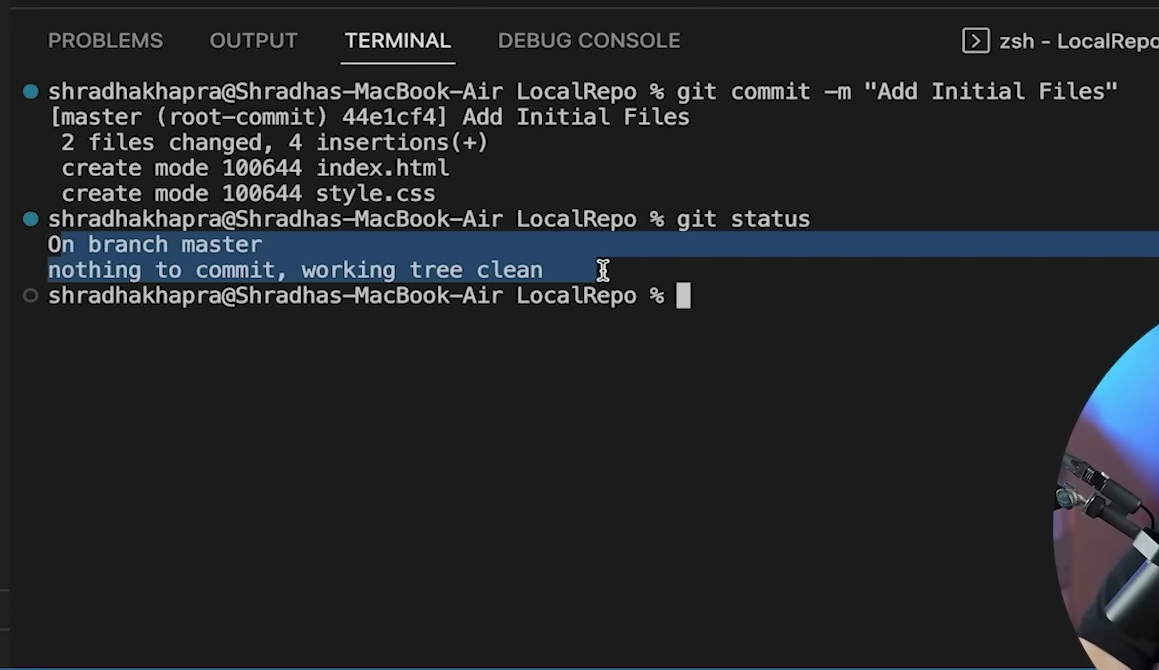 PROBLEMS OUTPUT TERMINAL DEBUG CONSOLE zsh - LocalRepo
shradhakhapra@Shradhas-MacBook-Air LocalRepo % git commit -m "Add Initial Files"
[master (root-commit) 44e1cf4] Add Initial Files
2 files changed, 4 insertions(+)
create mode 100644 index.html
create mode 100644 style.css
shradhakhapra@Shradhas-MacBook-Air LocalRepo % git status
On branch master
nothing to commit, working tree clean
shradhakhapra@Shradhas-MacBook-Air LocalRepo %